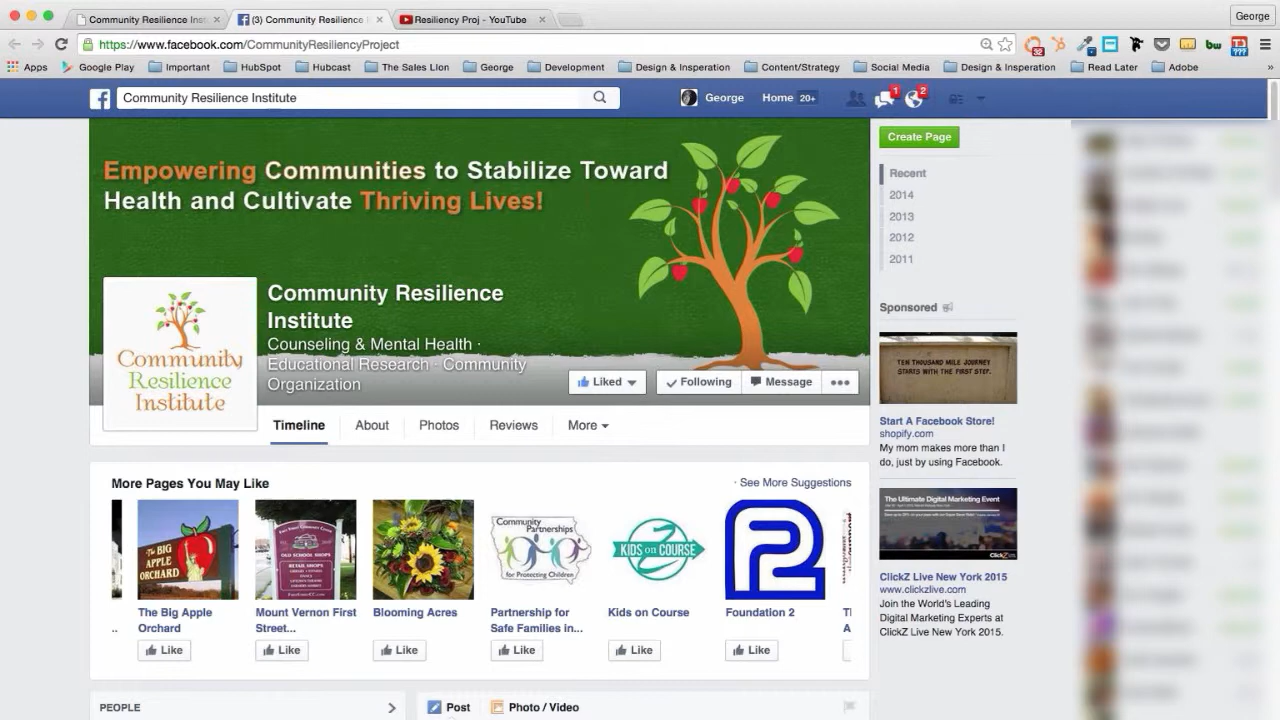 Community Resilience Inst
(3) Community Resilience
Resiliency Proj - YouTube
George
https://www.facebook.com/CommunityResiliencyProject
32
???
Apps
Google Play
Important
HubSpot
Hubcast
The Sales LIon
George
Development
Design & Insperation
Content/Strategy
Social Media
Design & Insperation
Read Later
Adobe
»
Community Resilience Institute
George
Home 20+
1
2
Empowering Communities to Stabilize Toward
Health and Cultivate Thriving Lives!
Community
Resilience
Institute
Community Resilience
Institute
Counseling & Mental Health ·
Educational Research · Community
Organization
Liked
Following
Message
•••
Timeline
About
Photos
Reviews
More
Create Page
Recent
2014
2013
2012
2011
Sponsored
TEN THOUSAND MILE JOURNEY
STARTS WITH THE FIRST STEP.
Start A Facebook Store!
shopify.com
My mom makes more than I
do, just by using Facebook.
The Ultimate Digital Marketing Event
ClickZ
ClickZ Live New York 2015
www.clickzlive.com
Join the World's Leading
Digital Marketing Experts at
ClickZ Live New York 2015.
More Pages You May Like
· See More Suggestions
The BIG
APPLE
ORCHARD
OLD SCHOOL SHOPS
RETAIL SHOPS
Community
Partnerships
for Protecting Children
KIDS on COURSE
2
..
The Big Apple
Orchard
Mount Vernon First
Street...
Blooming Acres
Partnership for
Safe Families in...
Kids on Course
Foundation 2
Like
Like
Like
Like
Like
Like
PEOPLE
Post
Photo / Video